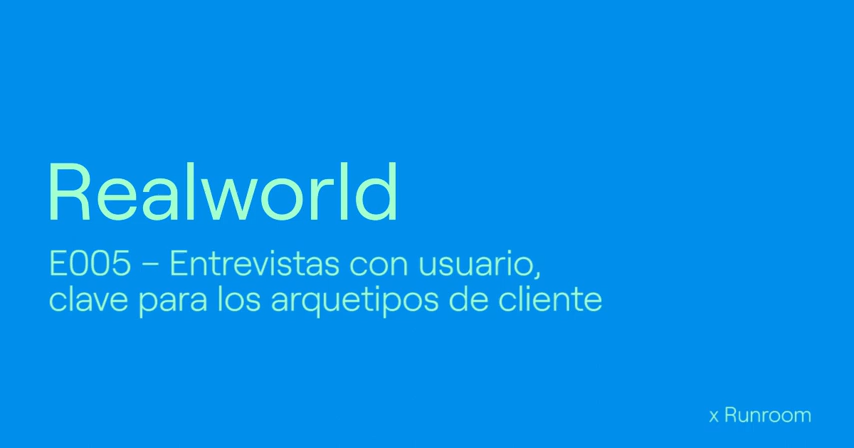 Realworld
E005 – Entrevistas con usuario,
clave para los arquetipos de cliente
x Runroom